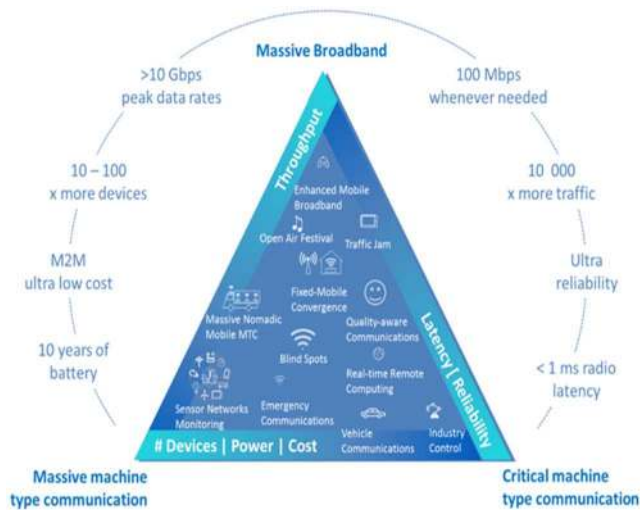 Massive Broadband
>10 Gbps
peak data rates
100 Mbps
whenever needed
10 – 100
x more devices
10 000
x more traffic
M2M
ultra low cost
Ultra
reliability
10 years of
battery
< 1 ms radio
latency
Throughput
Enhanced Mobile
Broadband
Open Air Festival
Traffic Jam
Fixed-Mobile
Convergence
Massive Nomadic
Mobile MTC
Quality-aware
Communications
Blind Spots
Real-time Remote
Computing
Sensor Networks
Monitoring
Emergency
Communications
Vehicle
Communications
Industry
Control
Latency | Reliability
# Devices | Power | Cost
Massive machine
type communication
Critical machine
type communication